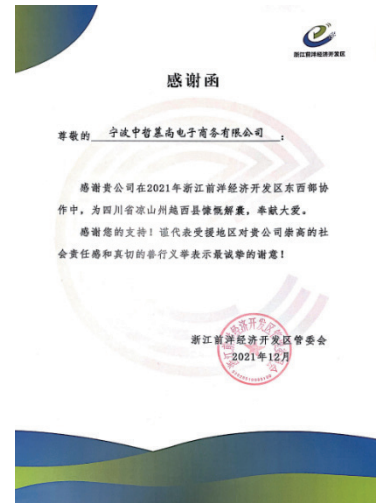 浙江前洋经济开发区
感谢函
尊敬的 宁波中哲慕尚电子商务有限公司 ：
感谢贵公司在2021年浙江前洋经济开发区东西部协
作中，为四川省凉山州越西县慷慨解囊，奉献大爱。
感谢您的支持！谨代表受援地区对贵公司崇高的社
会责任感和真切的善行义举表示最诚挚的谢意！
浙江前洋经济开发区管委会
2021年12月